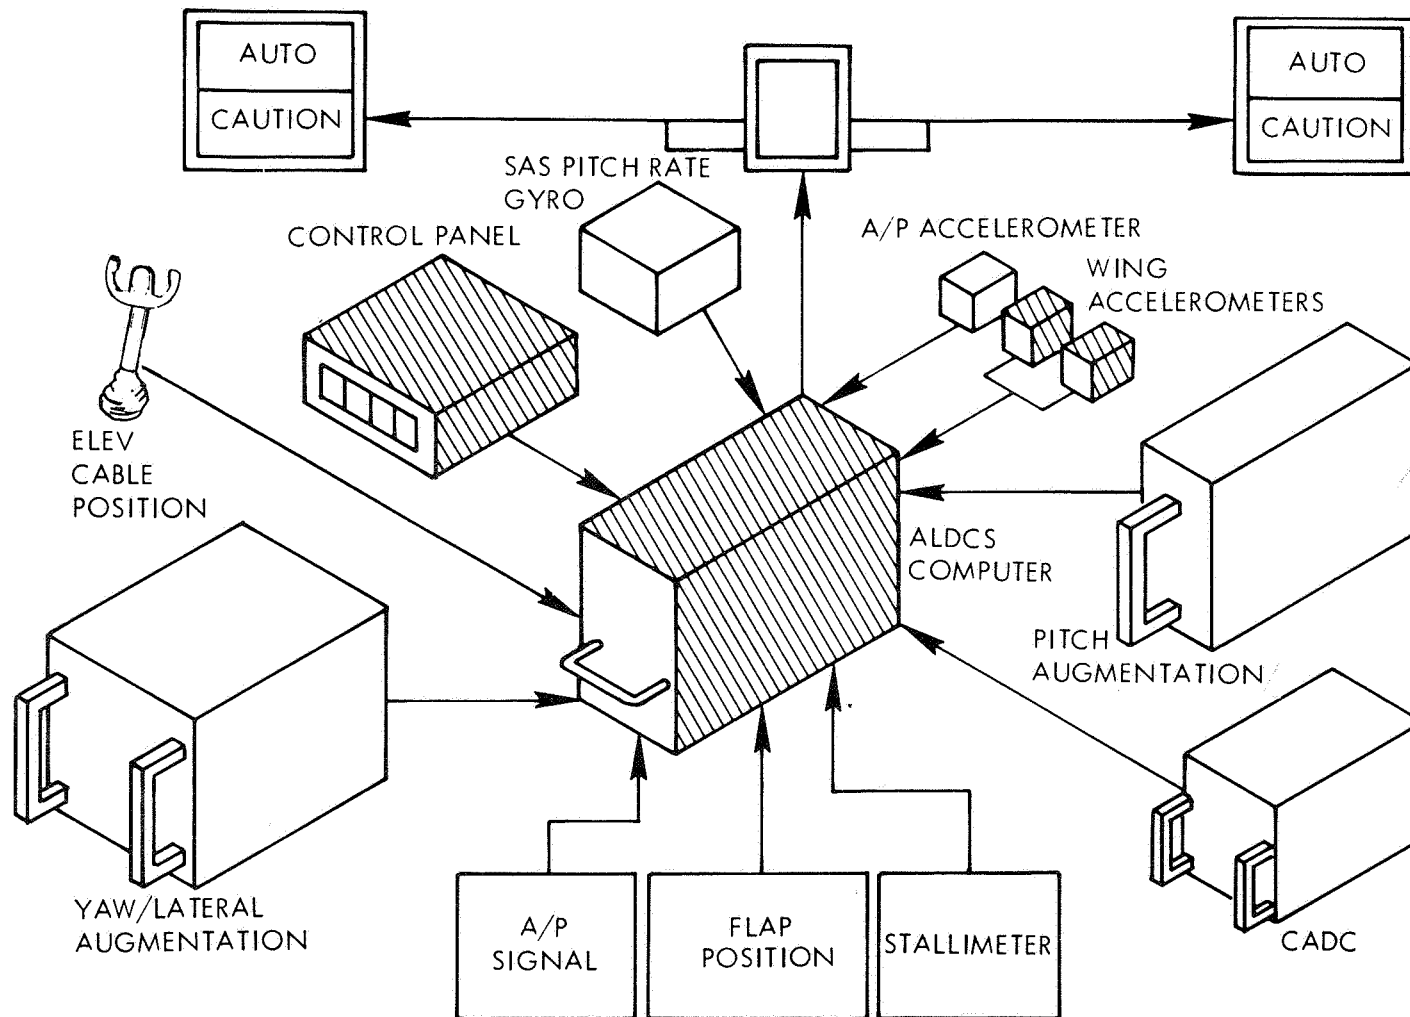 AUTO
CAUTION
AUTO
CAUTION
SAS PITCH RATE
GYRO
CONTROL PANEL
A/P ACCELEROMETER
WING
ACCELEROMETERS
ELEV
CABLE
POSITION
ALDCS
COMPUTER
PITCH
AUGMENTATION
YAW/LATERAL
AUGMENTATION
A/P
SIGNAL
FLAP
POSITION
STALLIMETER
CADC